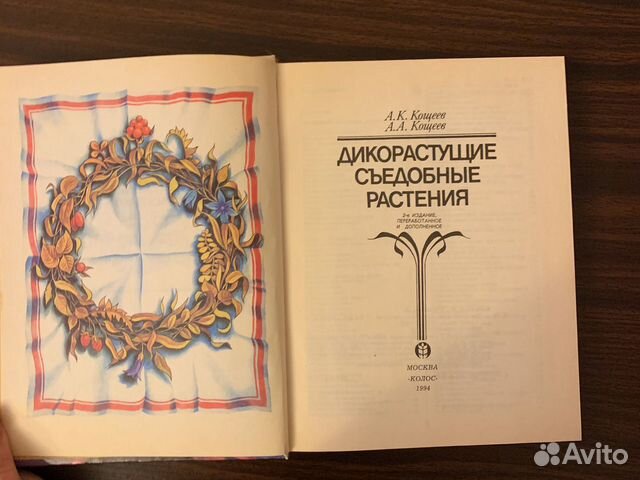 А. К. Кощеев
А. А. Кощеев
ДИКОРАСТУЩИЕ
СЪЕДОБНЫЕ
РАСТЕНИЯ
2-е ИЗДАНИЕ,
ПЕРЕРАБОТАННОЕ
И ДОПОЛНЕННОЕ
МОСКВА
«КОЛОС»
1994
Avito